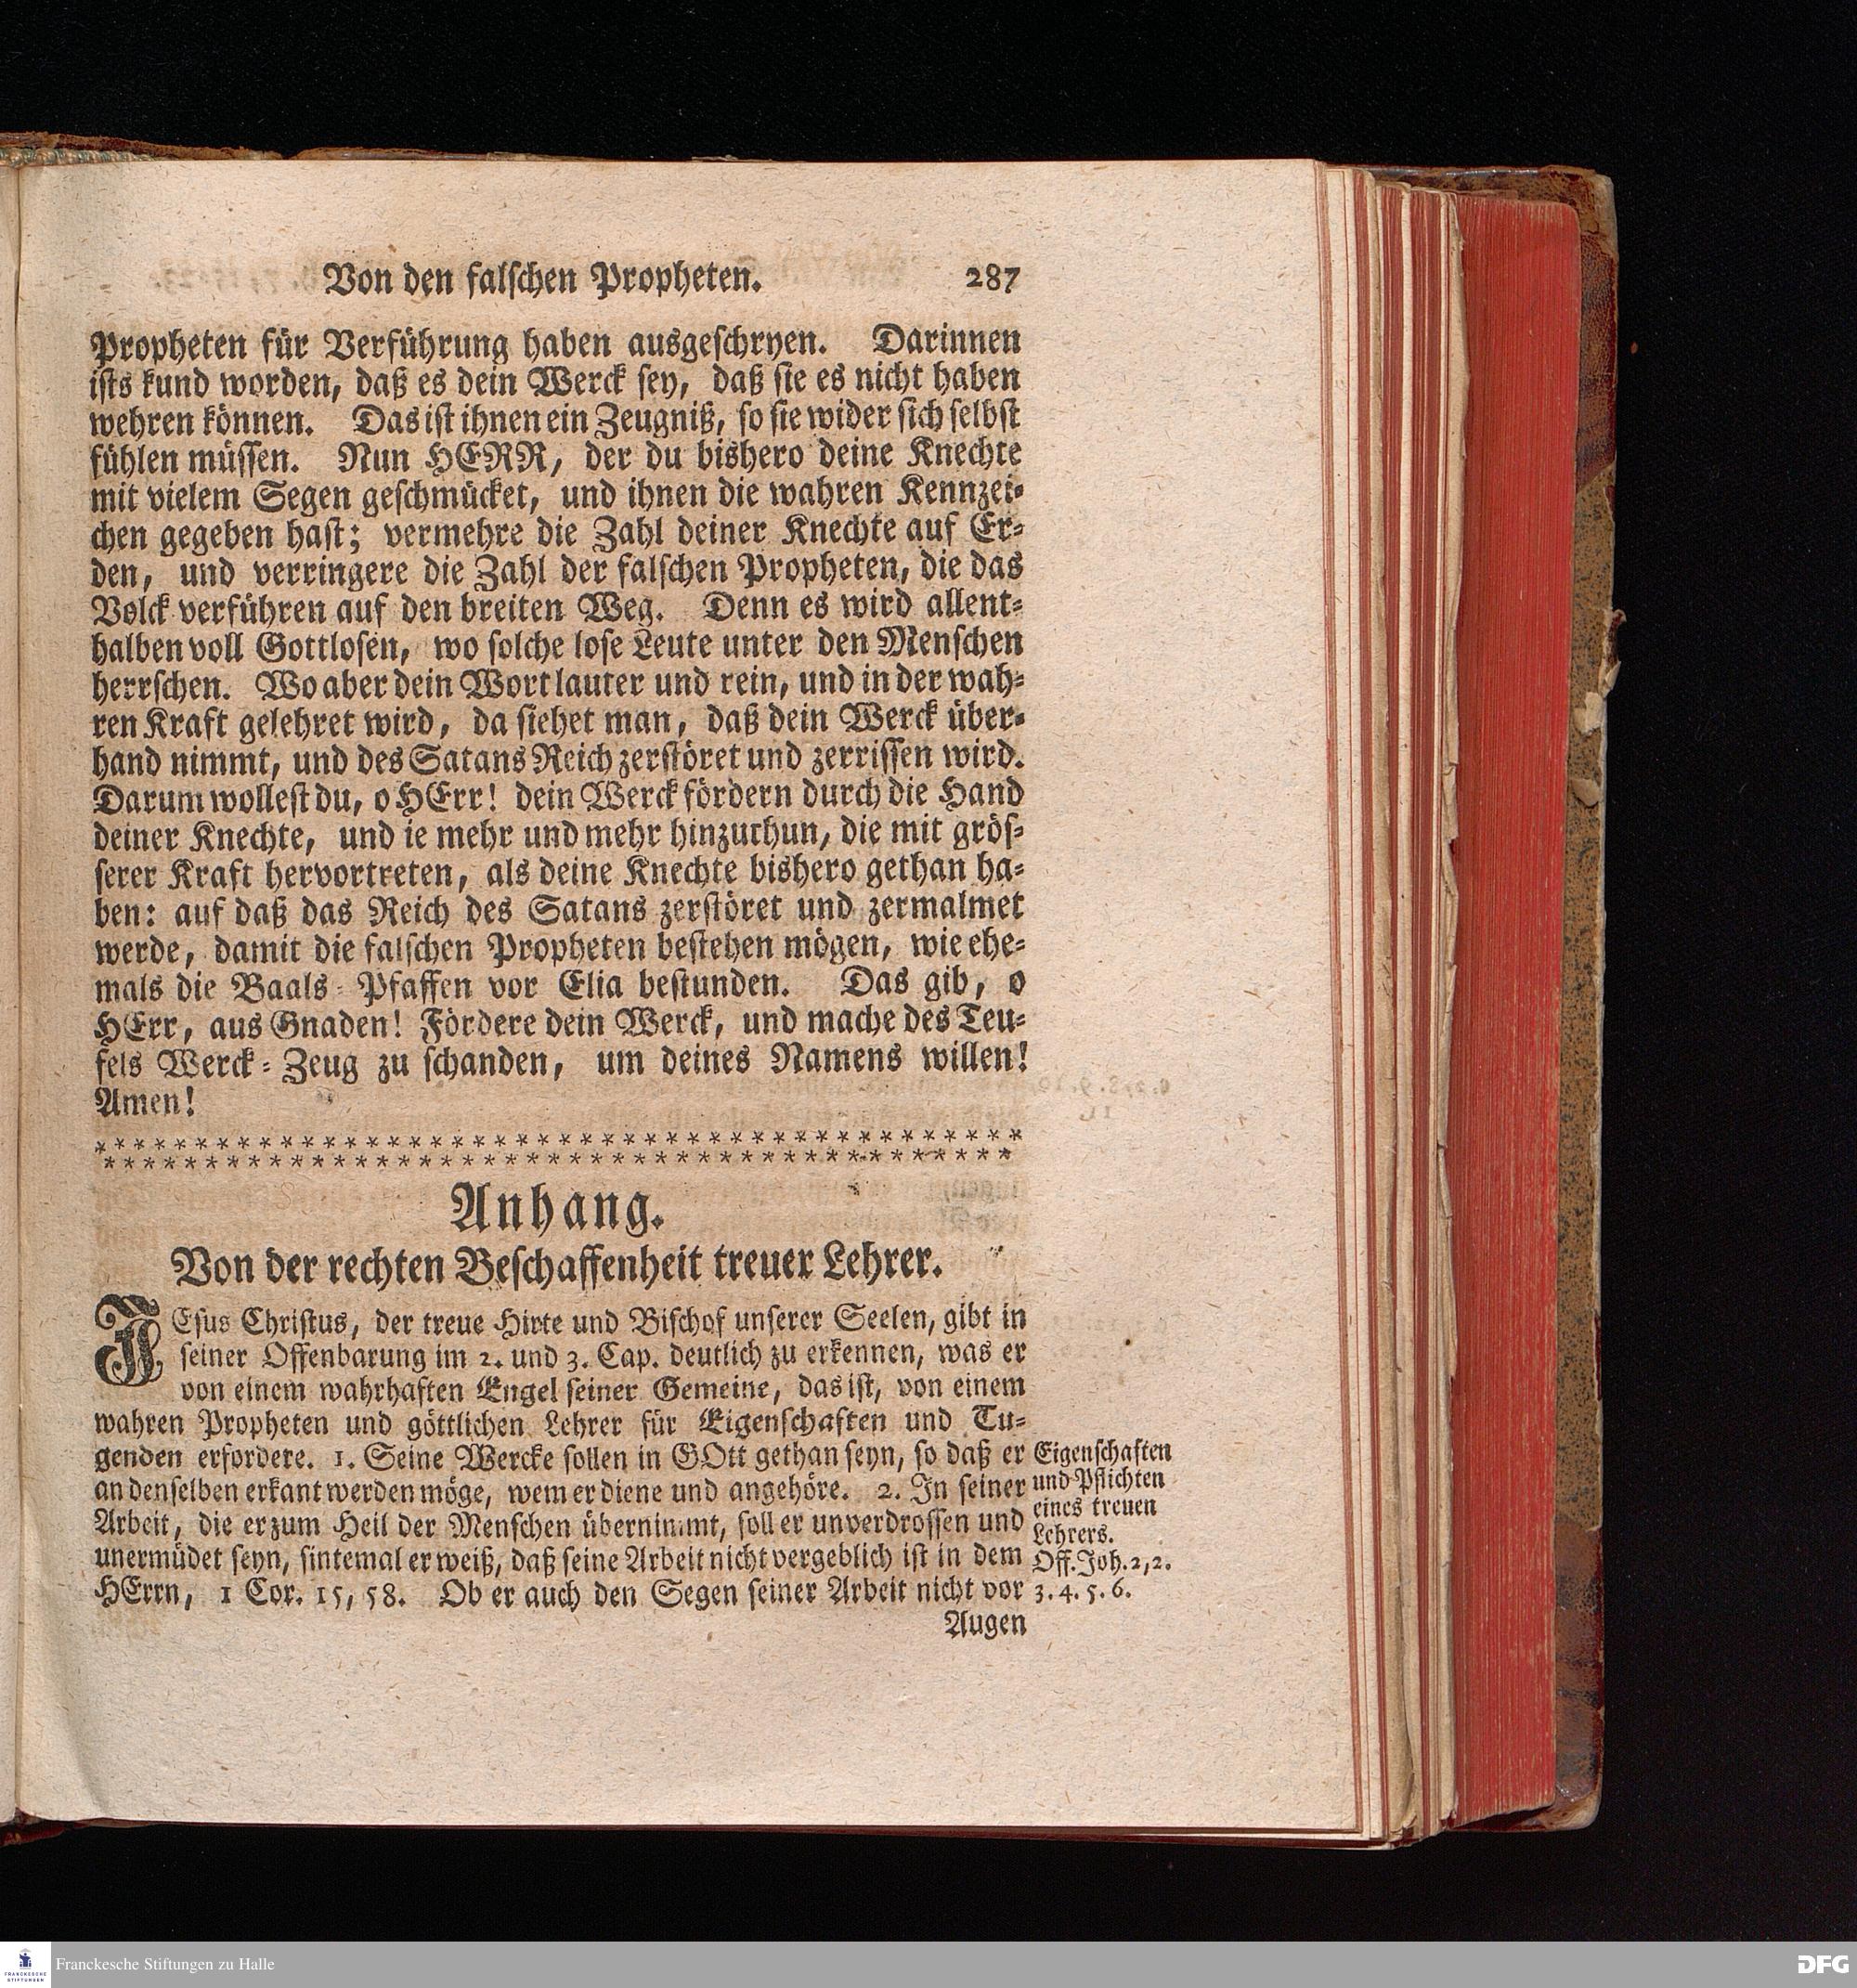 Von den falſchen Propheten. 287
Propheten für Verführung haben ausgeſchryen. Darinnen
iſts kund worden, daß es dein Werck ſey, daß ſie es nicht haben
wehren können. Das iſt ihnen ein Zeugniß, ſo ſie wider ſich ſelbſt
fühlen müſſen. Nun HERR, der du bishero deine Knechte
mit vielem Segen geſchmücket, und ihnen die wahren Kennzei⸗
chen gegeben haſt; vermehre die Zahl deiner Knechte auf Er⸗
den, und verringere die Zahl der falſchen Propheten, die das
Volck verführen auf den breiten Weg. Denn es wird allent⸗
halben voll Gottloſen, wo ſolche loſe Leute unter den Menſchen
herrſchen. Wo aber dein Wort lauter und rein, und in der wah⸗
ren Kraft gelehret wird, da ſiehet man, daß dein Werck über⸗
hand nimmt, und des Satans Reich zerſtöret und zerriſſen wird.
Darum wolleſt du, o HErr! dein Werck fördern durch die Hand
deiner Knechte, und ie mehr und mehr hinzuthun, die mit gröſ⸗
ſerer Kraft hervortreten, als deine Knechte bishero gethan ha⸗
ben: auf daß das Reich des Satans zerſtöret und zermalmet
werde, damit die falſchen Propheten beſtehen mögen, wie ehe⸗
mals die Baals⸗Pfaffen vor Elia beſtunden. Das gib, o
HErr, aus Gnaden! Fördere dein Werck, und mache des Teu⸗
fels Werck⸗Zeug zu ſchanden, um deines Namens willen!
Amen!
Anhang.
Von der rechten Beſchaffenheit treuer Lehrer.
JEſus Chriſtus, der treue Hirte und Biſchof unſerer Seelen, gibt in
ſeiner Offenbarung im 2. und 3. Cap. deutlich zu erkennen, was er
von einem wahrhaften Engel ſeiner Gemeine, das iſt, von einem
wahren Propheten und göttlichen Lehrer für Eigenſchaften und Tu⸗
genden erfordere. 1. Seine Wercke ſollen in GOtt gethan ſeyn, ſo daß er
an denſelben erkant werden möge, wem er diene und angehöre. 2. In ſeiner
Arbeit, die er zum Heil der Menſchen übernimmt, ſoll er unverdroſſen und
unermüdet ſeyn, ſintemal er weiß, daß ſeine Arbeit nicht vergeblich iſt in dem
HErrn, 1 Cor. 15, 58. Ob er auch den Segen ſeiner Arbeit nicht vor
Augen
Eigenſchaften
und Pflichten
eines treuen
Lehrers.
Off. Joh. 2, 2.
3. 4. 5. 6.
FRANCKESCHE
STIFTUNGEN
Franckesche Stiftungen zu Halle
DFG